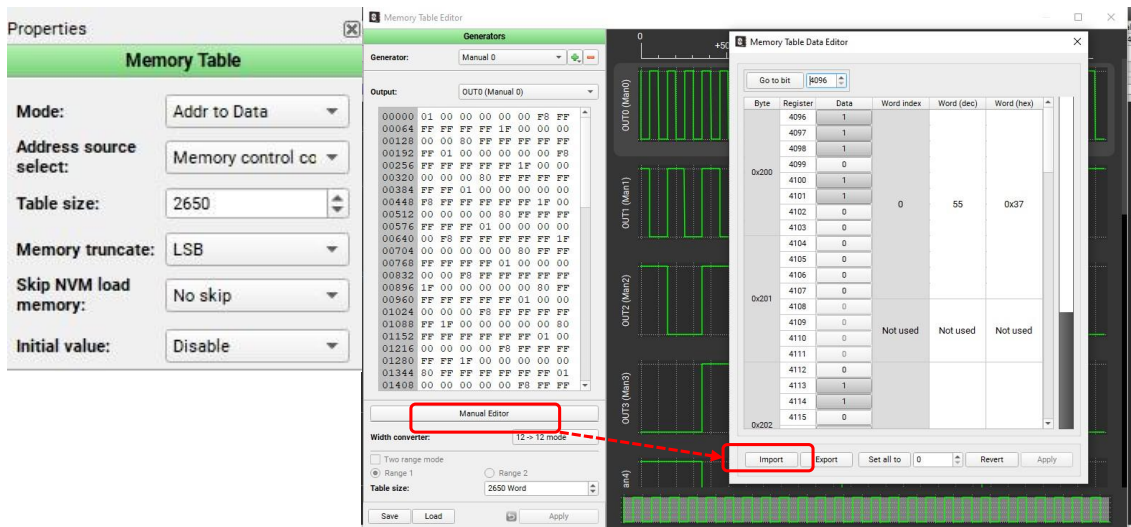 Properties
Memory Table
Mode: Addr to Data
Address source select: Memory control cc
Table size: 2650
Memory truncate: LSB
Skip NVM load memory: No skip
Initial value: Disable
Memory Table Editor
Generators
Generator: Manual 0
Output: OUT0 (Manual 0)
00000 01 00 00 00 00 00 F8 FF
00064 FF FF FF FF 1F 00 00 00
00128 00 00 80 FF FF FF FF FF
00192 FF 01 00 00 00 00 00 F8
00256 FF FF FF FF FF 1F 00 00
00320 00 00 00 80 FF FF FF FF
00384 FF FF 01 00 00 00 00 00
00448 F8 FF FF FF FF FF 1F 00
00512 00 00 00 00 80 FF FF FF
00576 FF FF FF 01 00 00 00 00
00640 00 F8 FF FF FF FF FF 1F
00704 00 00 00 00 00 80 FF FF
00768 FF FF FF FF 01 00 00 00
00832 00 00 F8 FF FF FF FF FF
00896 1F 00 00 00 00 00 80 FF
00960 FF FF FF FF FF 01 00 00
01024 00 00 00 F8 FF FF FF FF
01088 FF 1F 00 00 00 00 00 80
01152 FF FF FF FF FF FF 01 00
01216 00 00 00 00 F8 FF FF FF
01280 FF FF 1F 00 00 00 00 00
01344 80 FF FF FF FF FF FF 01
01408 00 00 00 00 00 F8 FF FF
Manual Editor
Width converter: 12 -> 12 mode
Two range mode
Range 1 Range 2
Table size: 2650 Word
Save Load Apply
0 +50
OUT0 (Man0)
OUT1 (Man1)
OUT2 (Man2)
OUT3 (Man3)
an4)
Memory Table Data Editor
Go to bit 4096
Byte Register Data Word index Word (dec) Word (hex)
4096 1
4097 1
4098 1
4099 0
0x200
4100 1
4101 1
0 55 0x37
4102 0
4103 0
4104 0
4105 0
4106 0
4107 0
0x201
4108 0
4109 0
Not used Not used Not used
4110 0
4111 0
4112 0
4113 1
4114 1
4115 0
0x202
Import Export Set all to 0 Revert Apply